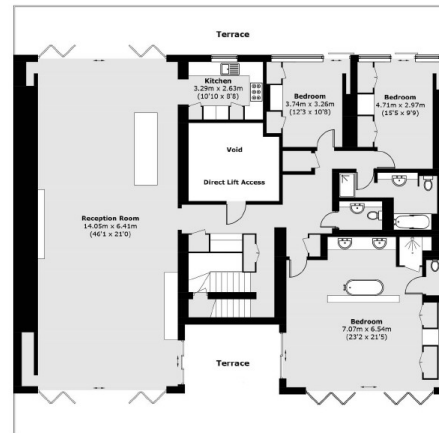 Terrace
Kitchen
3.29m x 2.63m
(10'10 x 8'8)
Bedroom
3.74m x 3.26m
(12'3 x 10'8)
Bedroom
4.71m x 2.97m
(15'5 x 9'9)
Void
Direct Lift Access
Reception Room
14.05m x 6.41m
(46'1 x 21'0)
Bedroom
7.07m x 6.54m
(23'2 x 21'5)
Terrace